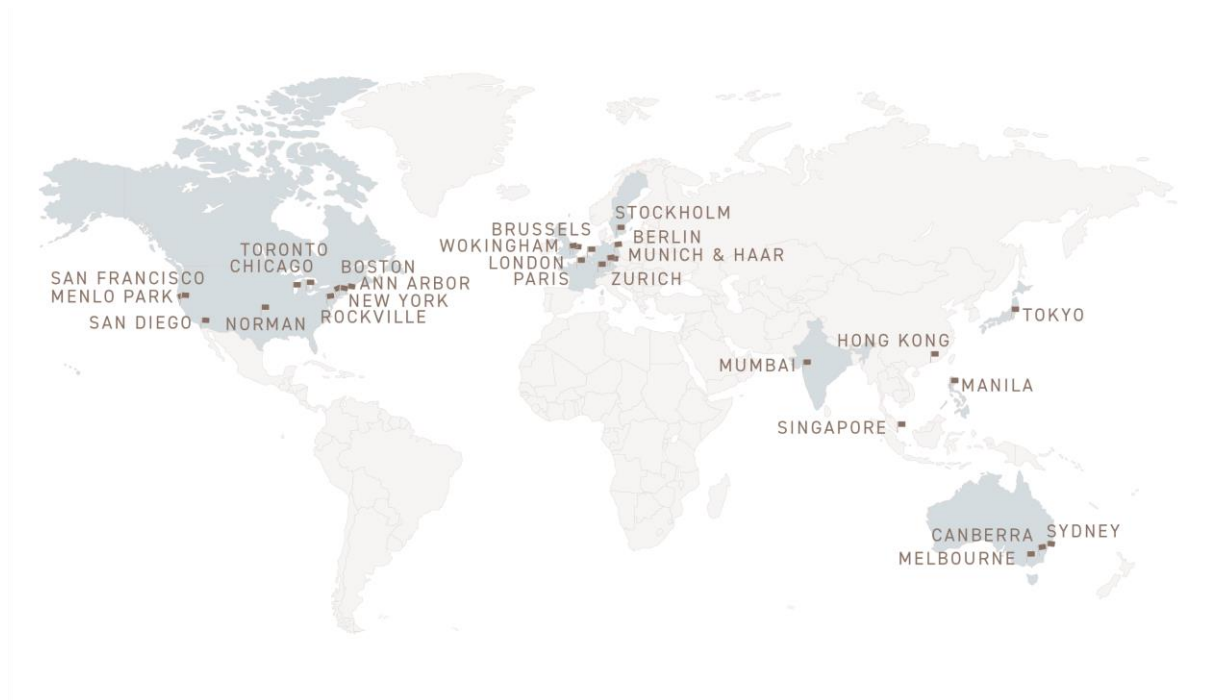 STOCKHOLM
BRUSSELS
BERLIN
WOKINGHAM
MUNICH & HAAR
LONDON
PARIS
ZURICH
TORONTO
CHICAGO
BOSTON
SAN FRANCISCO
ANN ARBOR
MENLO PARK
NEW YORK
SAN DIEGO
NORMAN
ROCKVILLE
TOKYO
HONG KONG
MUMBAI
MANILA
SINGAPORE
CANBERRA
SYDNEY
MELBOURNE